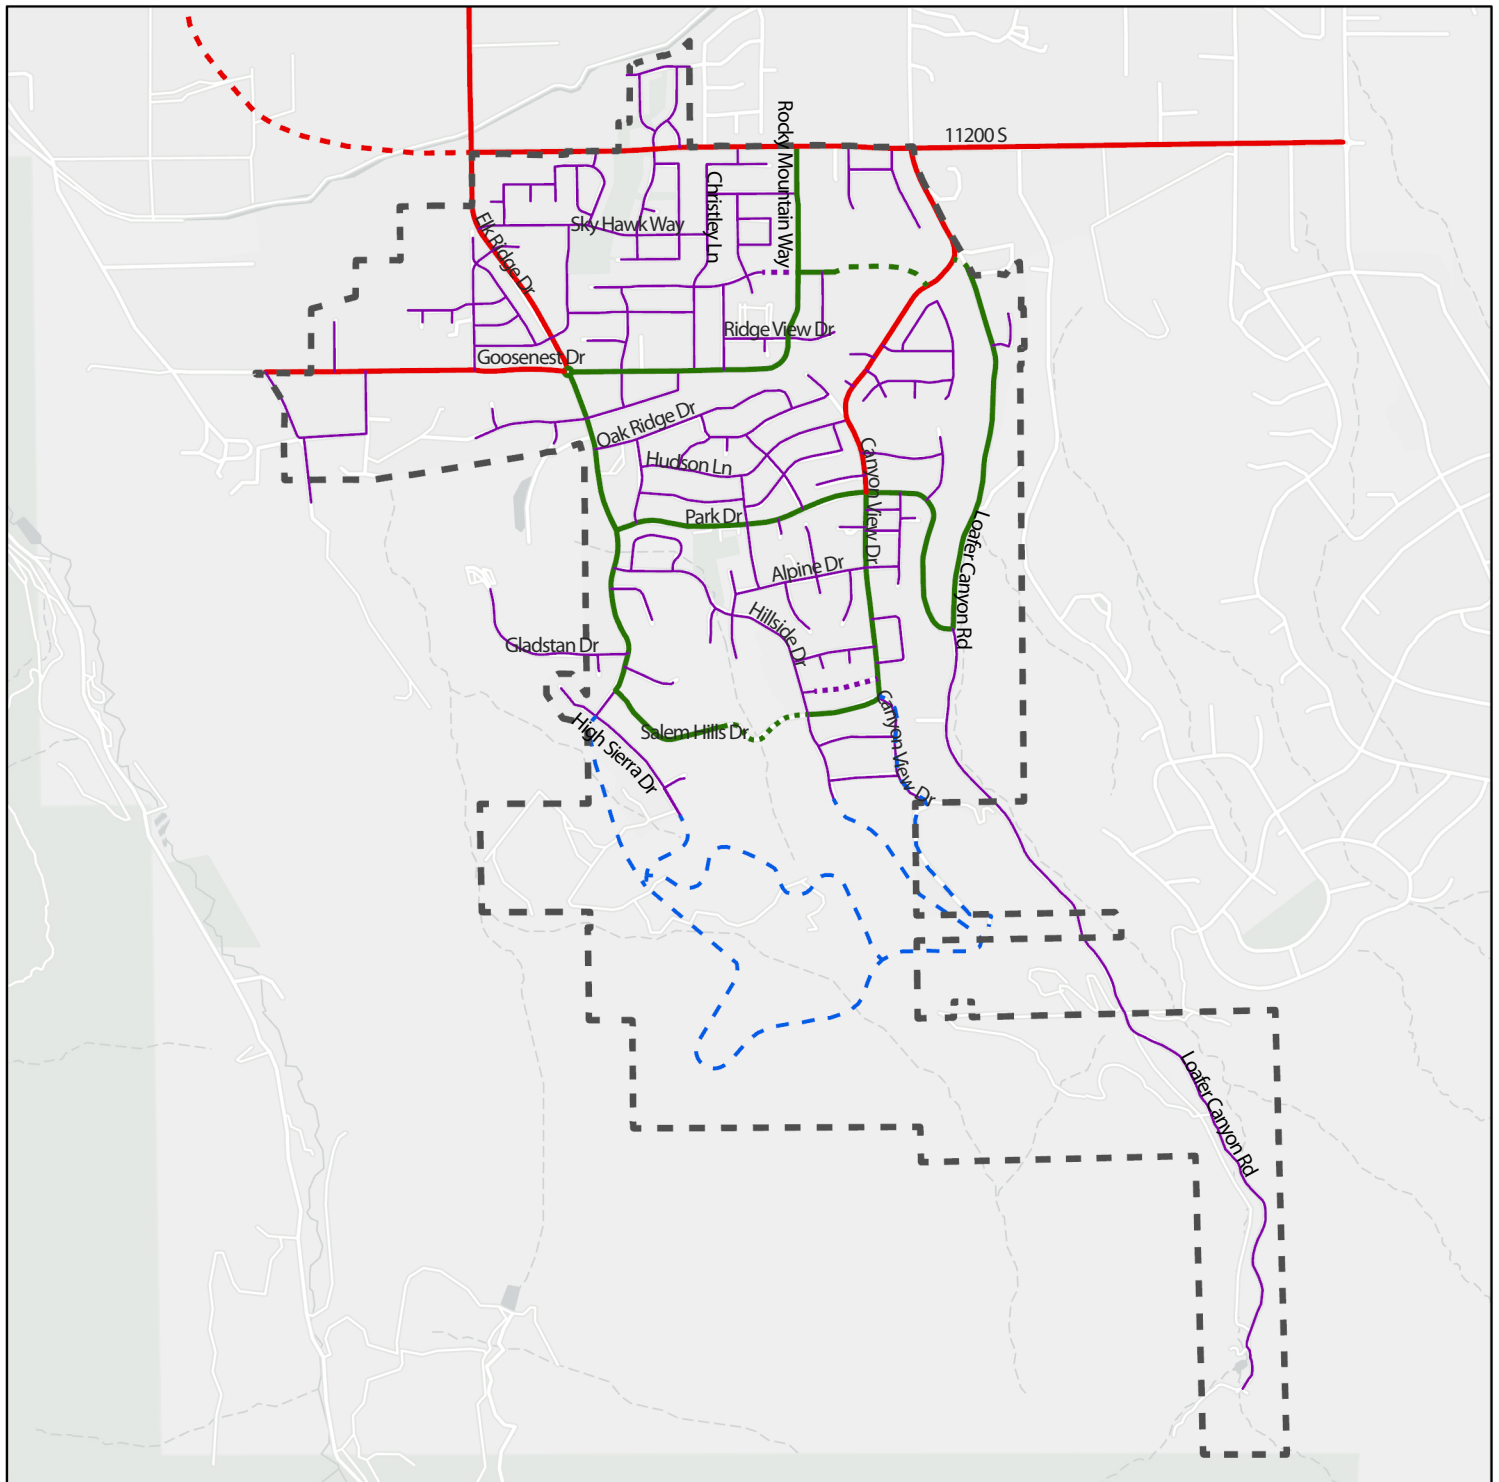 11200 S
Rocky Mountain Way
Christley Ln
Sky Hawk Way
Elk Ridge Dr
Ridge View Dr
Goosenest Dr
Oak Ridge Dr
Hudson Ln
Canyon View Dr
Park Dr
Loafer Canyon Rd
Alpine Dr
Hillside Dr
Gladstan Dr
Salem Hills Dr
High Sierra Dr
Canyon View Dr
Loafer Canyon Rd